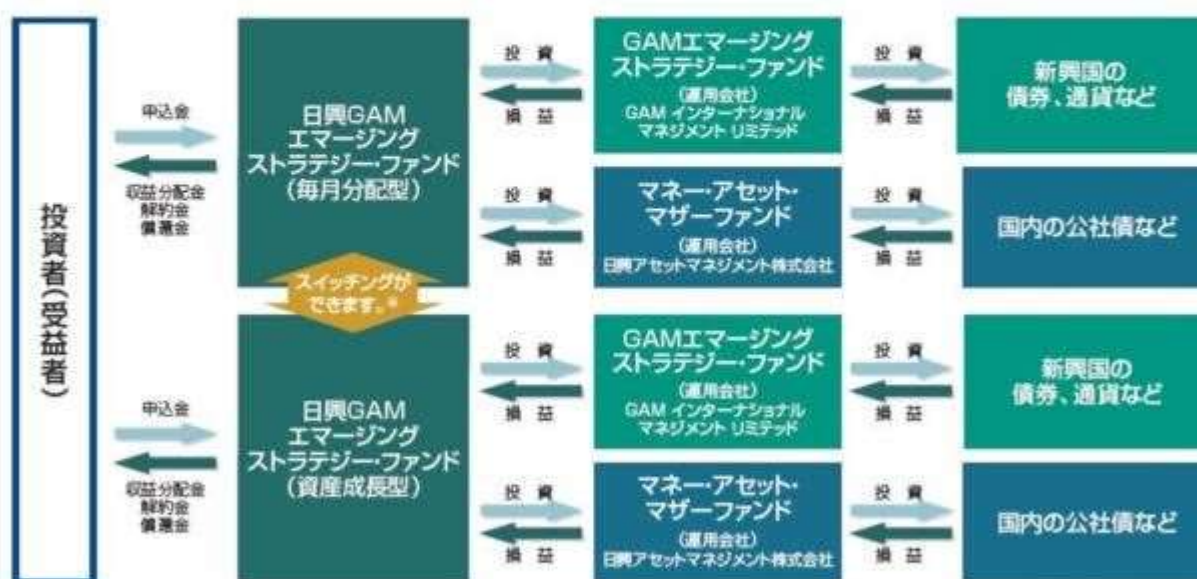 投資者(受益者)
申込金
収益分配金
解約金
償還金
日興GAM
エマージング
ストラテジー・ファンド
(毎月分配型)
投 資
損 益
GAMエマージング
ストラテジー・ファンド
(運用会社)
GAM インターナショナル
マネジメント リミテッド
投 資
損 益
新興国の
債券、通貨など
投 資
損 益
マネー・アセット・
マザーファンド
(運用会社)
日興アセットマネジメント株式会社
投 資
損 益
国内の公社債など
スイッチングが
できます。※
申込金
収益分配金
解約金
償還金
日興GAM
エマージング
ストラテジー・ファンド
(資産成長型)
投 資
損 益
GAMエマージング
ストラテジー・ファンド
(運用会社)
GAM インターナショナル
マネジメント リミテッド
投 資
損 益
新興国の
債券、通貨など
投 資
損 益
マネー・アセット・
マザーファンド
(運用会社)
日興アセットマネジメント株式会社
投 資
損 益
国内の公社債など